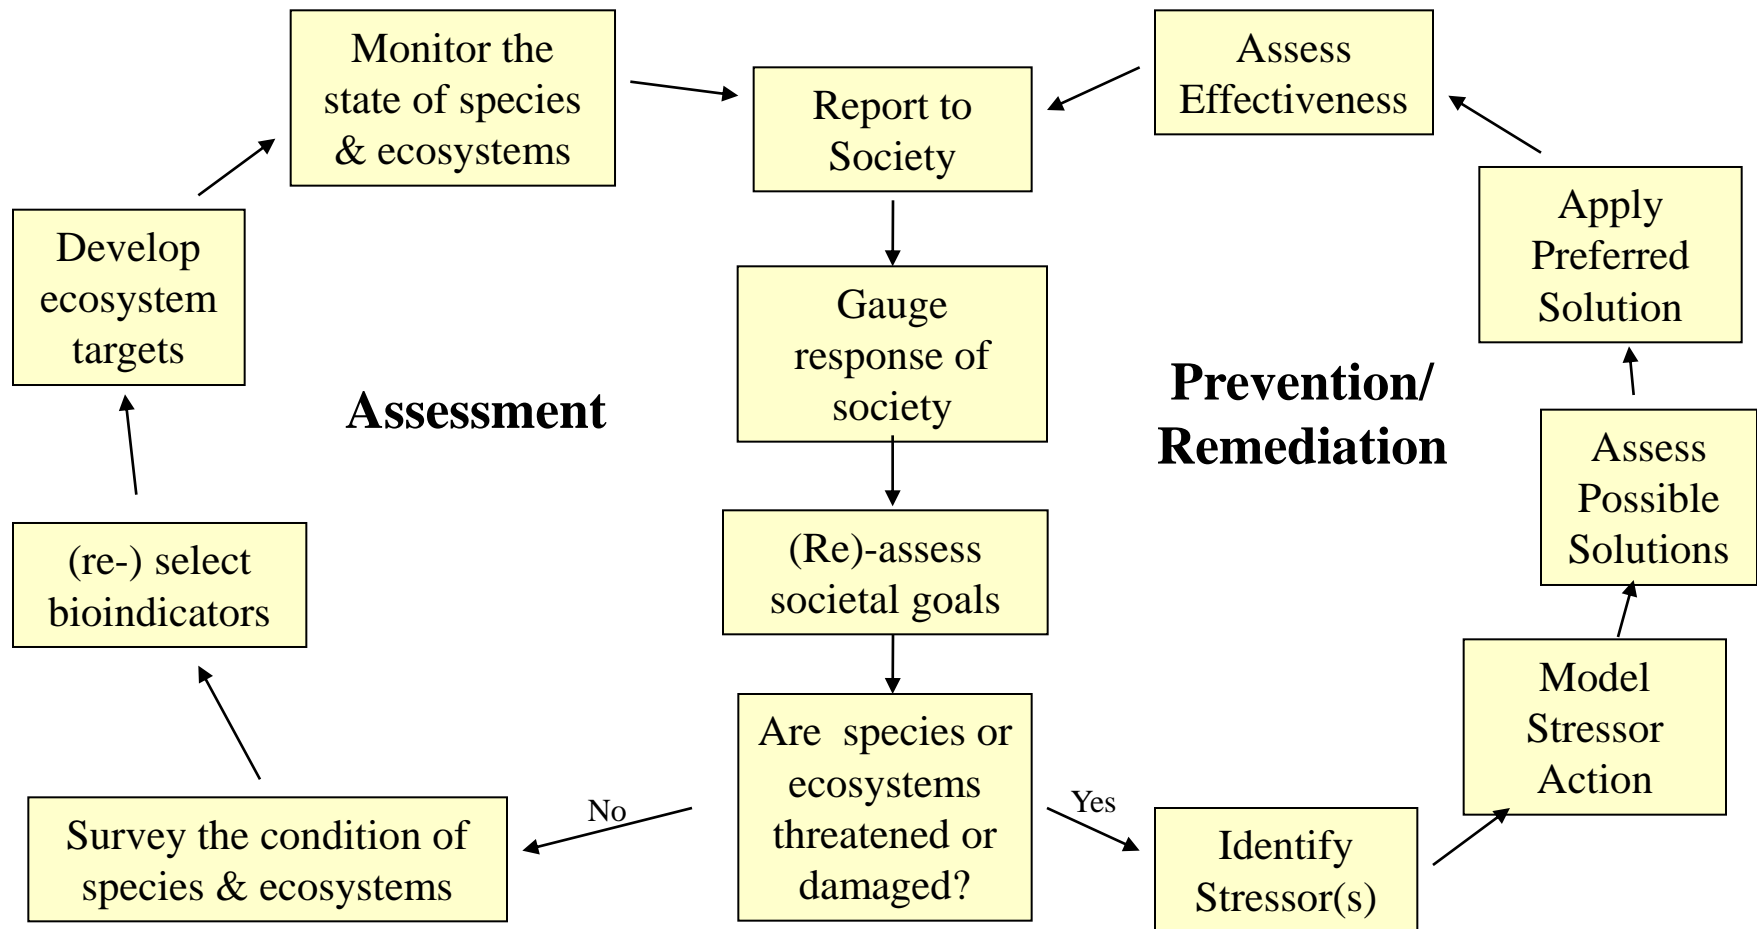 Monitor the
state of species
& ecosystems
Report to
Society
Assess
Effectiveness
Develop
ecosystem
targets
Gauge
response of
society
Apply
Preferred
Solution
Assessment
Prevention/
Remediation
(re-) select
bioindicators
(Re)-assess
societal goals
Assess
Possible
Solutions
Survey the condition of
species & ecosystems
No
Are species or
ecosystems
threatened or
damaged?
Yes
Identify
Stressor(s)
Model
Stressor
Action